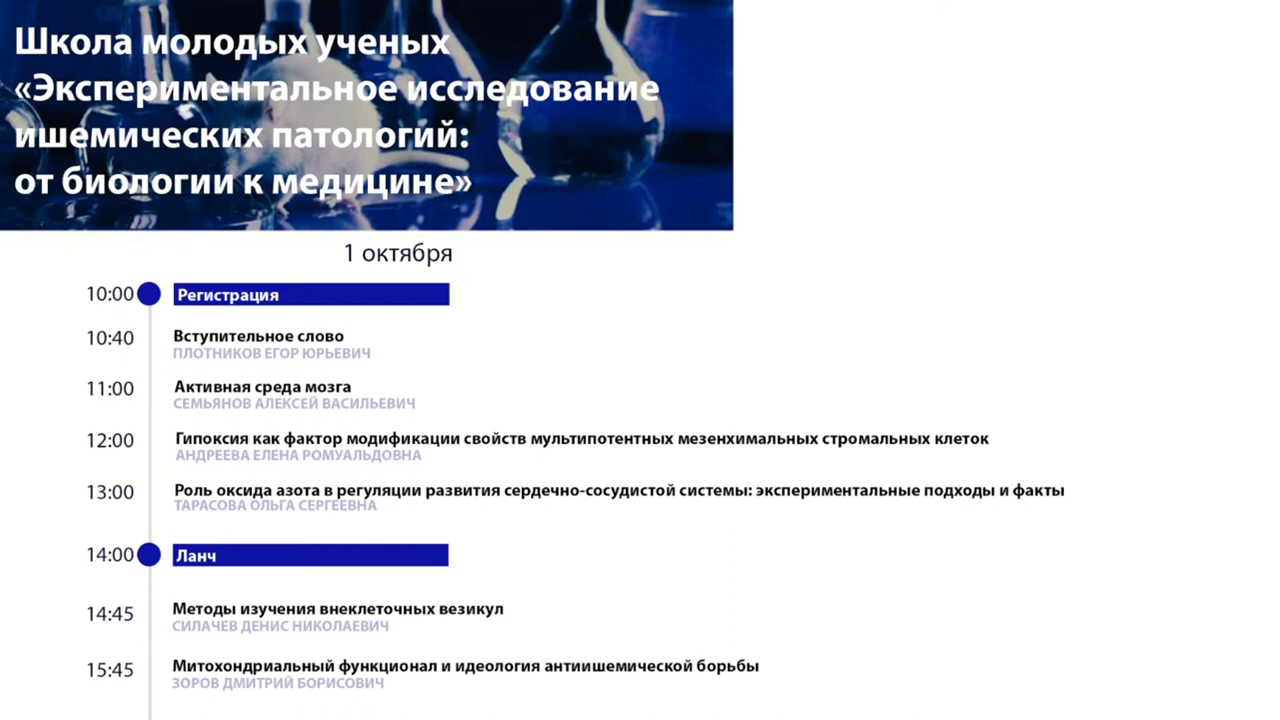 Школа молодых ученых
«Экспериментальное исследование
ишемических патологий:
от биологии к медицине»
1 октября
10:00 Регистрация
10:40 Вступительное слово
ПЛОТНИКОВ ЕГОР ЮРЬЕВИЧ
11:00 Активная среда мозга
СЕМЬЯНОВ АЛЕКСЕЙ ВАСИЛЬЕВИЧ
12:00 Гипоксия как фактор модификации свойств мультипотентных мезенхимальных стромальных клеток
АНДРЕЕВА ЕЛЕНА РОМУАЛЬДОВНА
13:00 Роль оксида азота в регуляции развития сердечно-сосудистой системы: экспериментальные подходы и факты
ТАРАСОВА ОЛЬГА СЕРГЕЕВНА
14:00 Ланч
14:45 Методы изучения внеклеточных везикул
СИЛАЧЕВ ДЕНИС НИКОЛАЕВИЧ
15:45 Митохондриальный функционал и идеология антиишемической борьбы
ЗОРОВ ДМИТРИЙ БОРИСОВИЧ